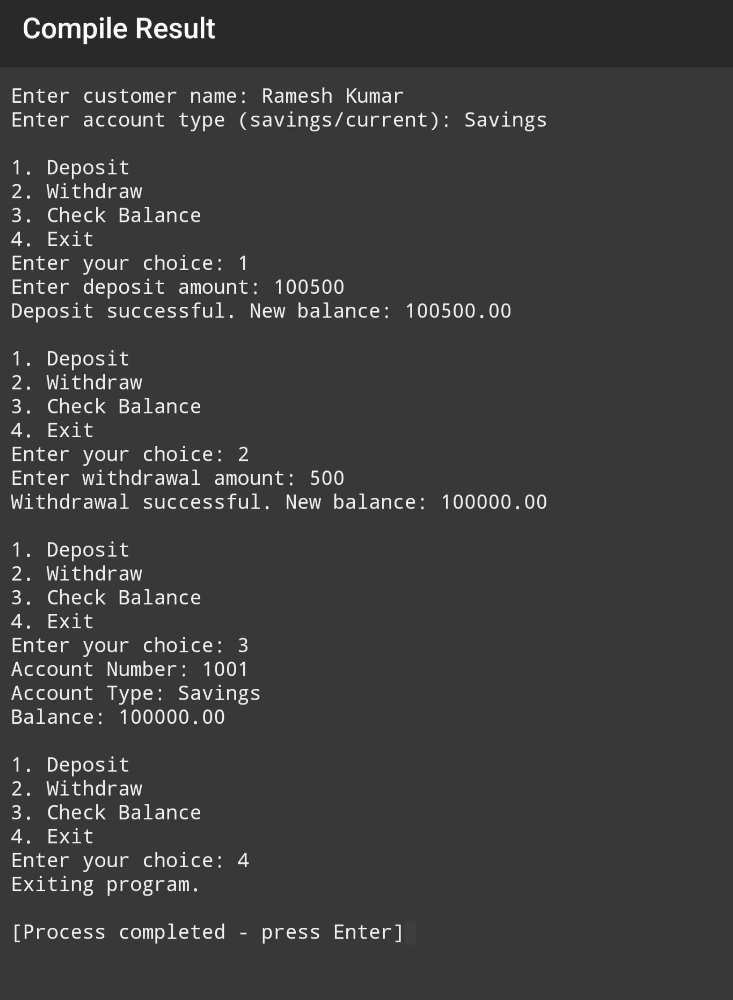 Compile Result
Enter customer name: Ramesh Kumar
Enter account type (savings/current): Savings
1. Deposit
2. Withdraw
3. Check Balance
4. Exit
Enter your choice: 1
Enter deposit amount: 100500
Deposit successful. New balance: 100500.00
1. Deposit
2. Withdraw
3. Check Balance
4. Exit
Enter your choice: 2
Enter withdrawal amount: 500
Withdrawal successful. New balance: 100000.00
1. Deposit
2. Withdraw
3. Check Balance
4. Exit
Enter your choice: 3
Account Number: 1001
Account Type: Savings
Balance: 100000.00
1. Deposit
2. Withdraw
3. Check Balance
4. Exit
Enter your choice: 4
Exiting program.
[Process completed - press Enter]